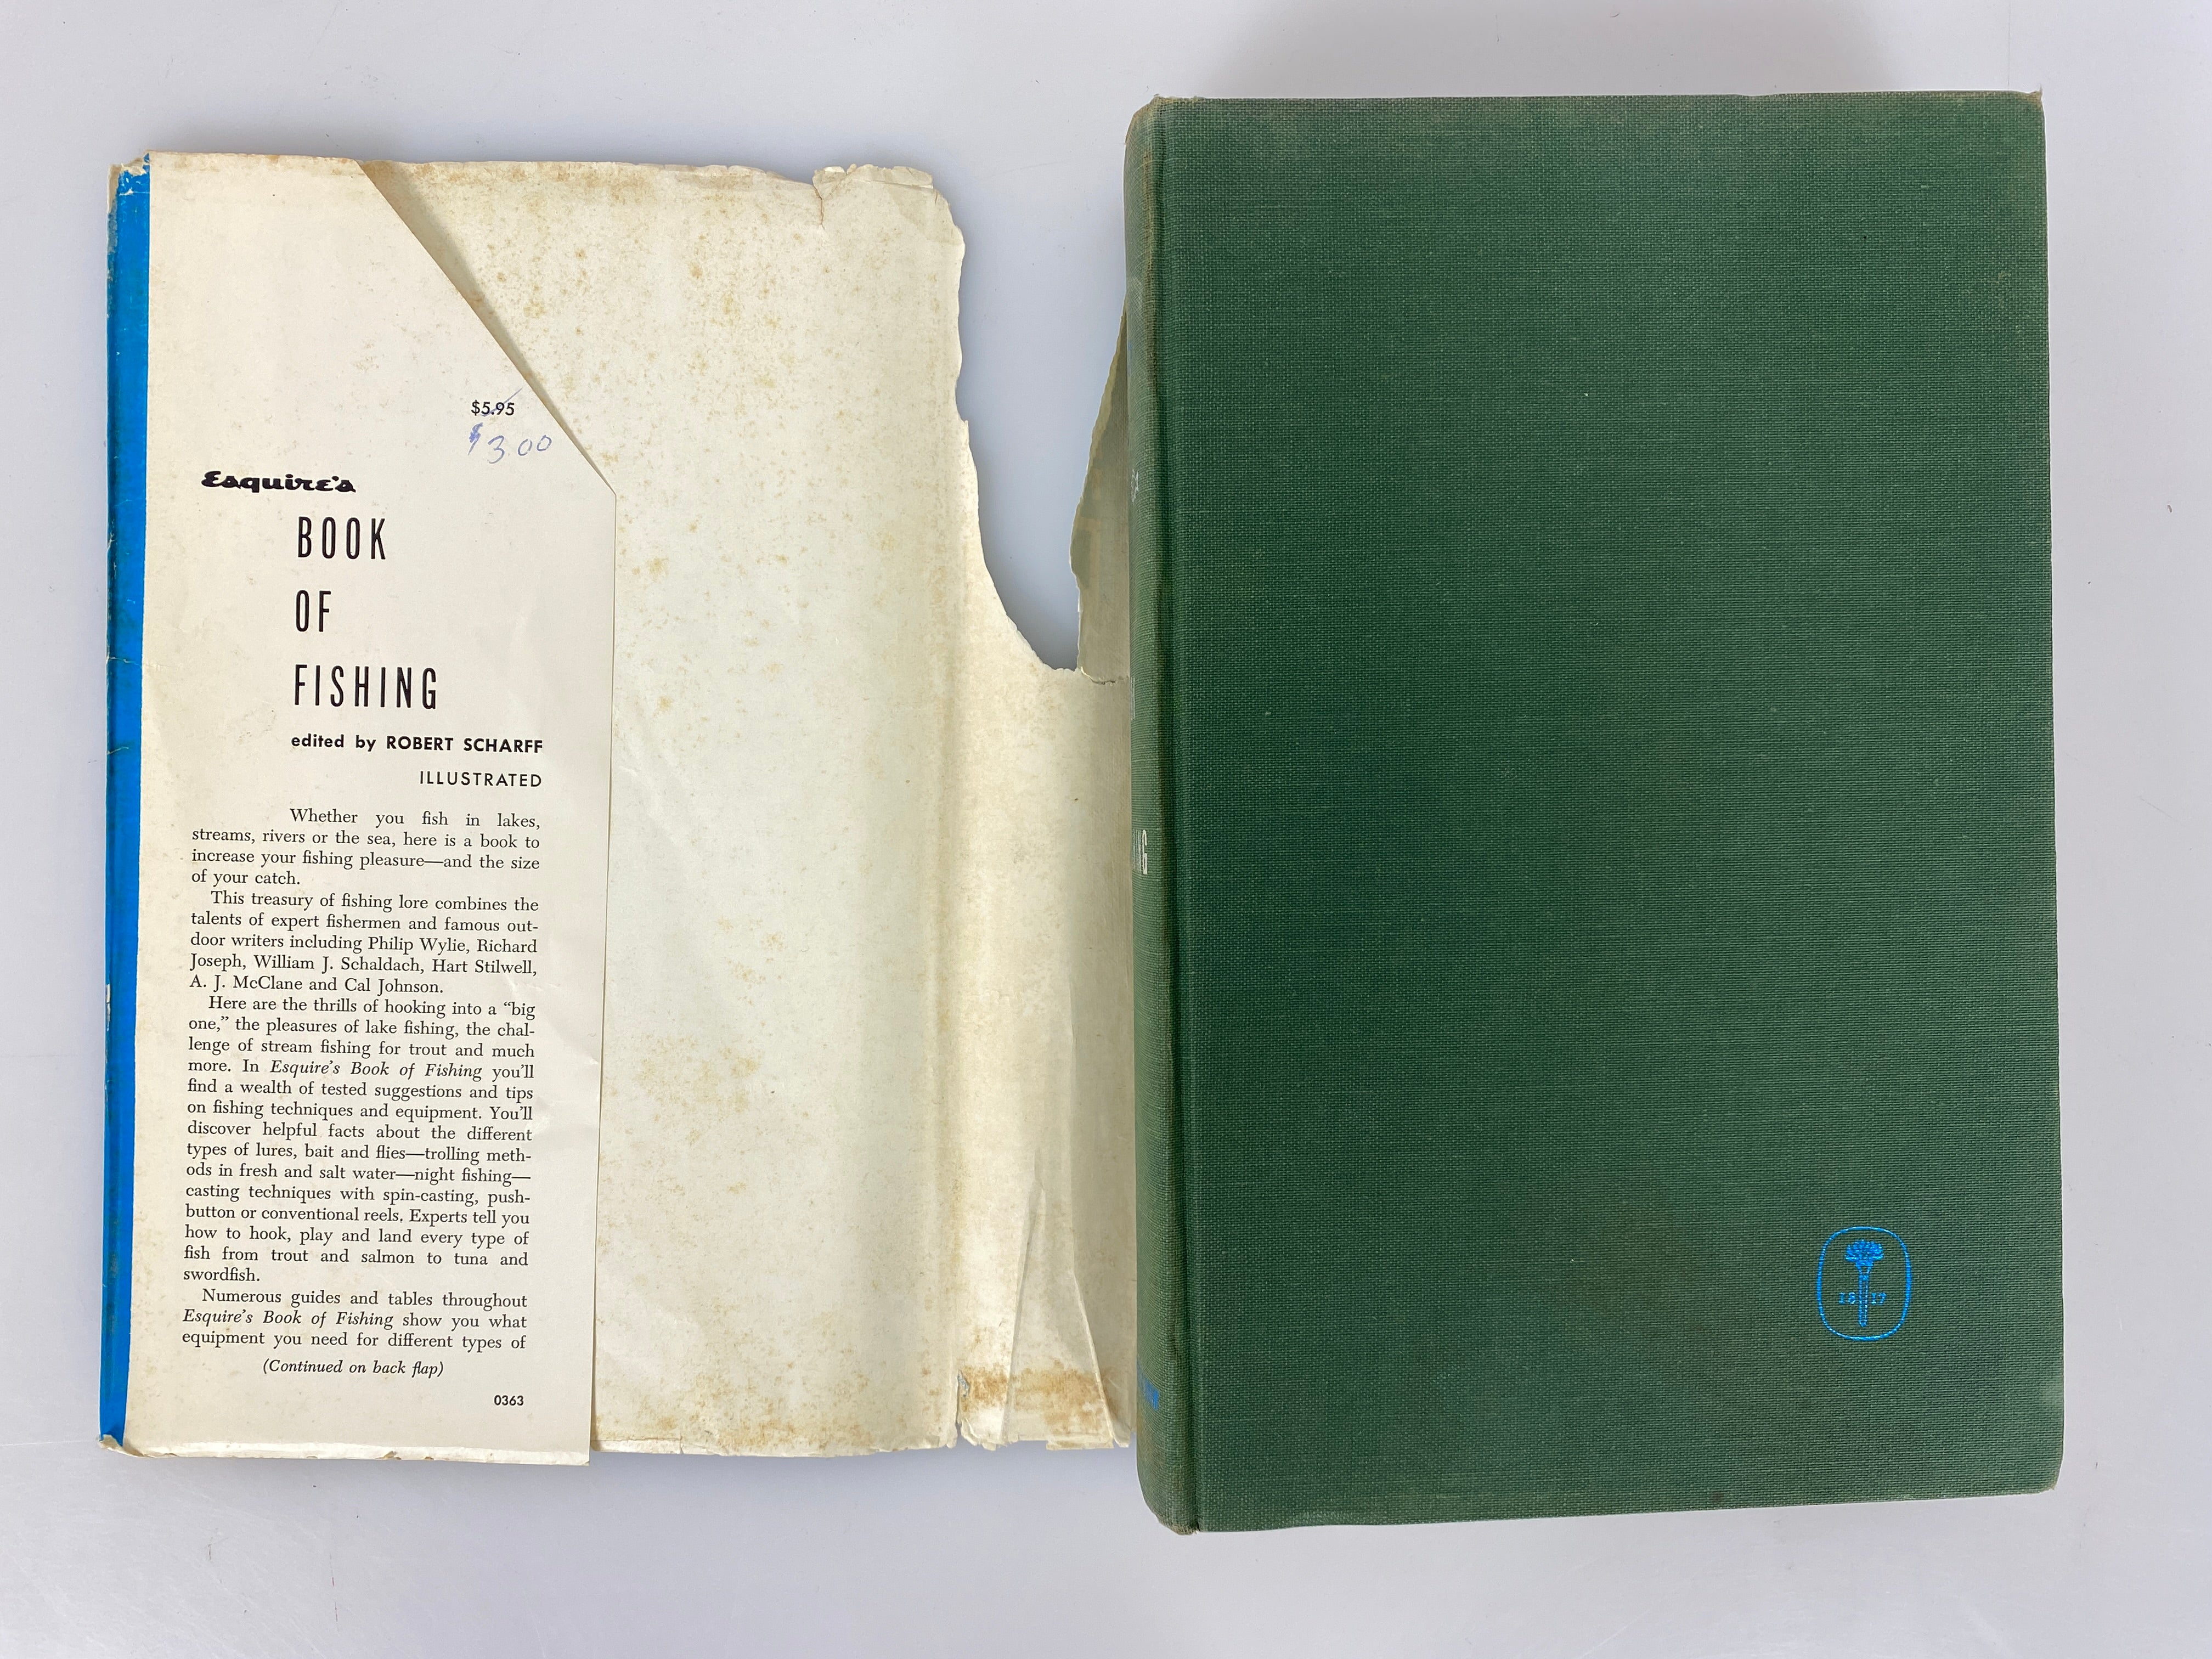 $5.95
$3.00
Esquire's
BOOK
OF
FISHING
edited by ROBERT SCHARFF
ILLUSTRATED
Whether you fish in lakes,
streams, rivers or the sea, here is a book to
increase your fishing pleasure—and the size
of your catch.
This treasury of fishing lore combines the
talents of expert fishermen and famous out-
door writers including Philip Wylie, Richard
Joseph, William J. Schaldach, Hart Stilwell,
A. J. McClane and Cal Johnson.
Here are the thrills of hooking into a “big
one,” the pleasures of lake fishing, the chal-
lenge of stream fishing for trout and much
more. In Esquire's Book of Fishing you'll
find a wealth of tested suggestions and tips
on fishing techniques and equipment. You'll
discover helpful facts about the different
types of lures, bait and flies—trolling meth-
ods in fresh and salt water—night fishing—
casting techniques with spin-casting, push-
button or conventional reels. Experts tell you
how to hook, play and land every type of
fish from trout and salmon to tuna and
swordfish.
Numerous guides and tables throughout
Esquire's Book of Fishing show you what
equipment you need for different types of
(Continued on back flap)
0363
NG
1817